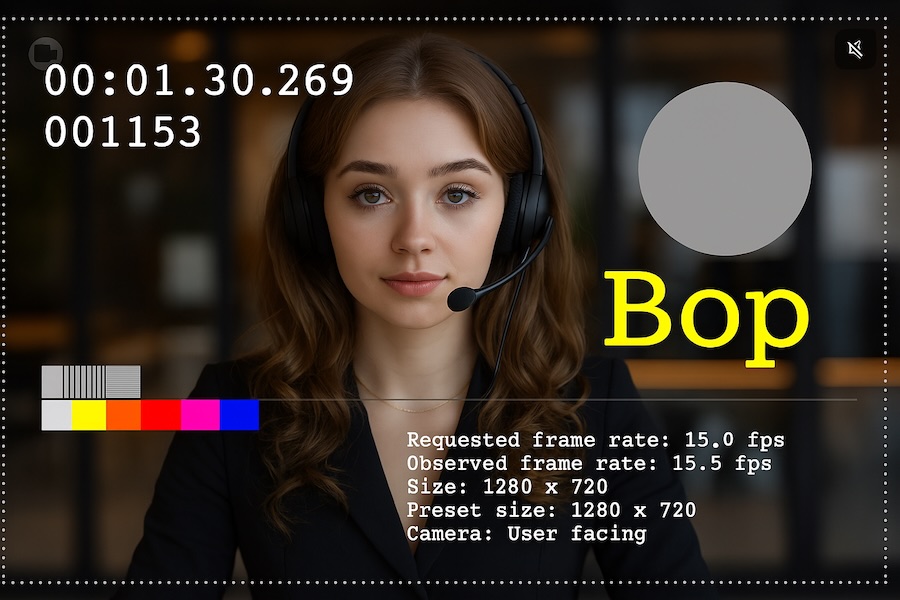 00:01.30.269
001153
Bop
Requested frame rate: 15.0 fps
Observed frame rate: 15.5 fps
Size: 1280 x 720
Preset size: 1280 x 720
Camera: User facing